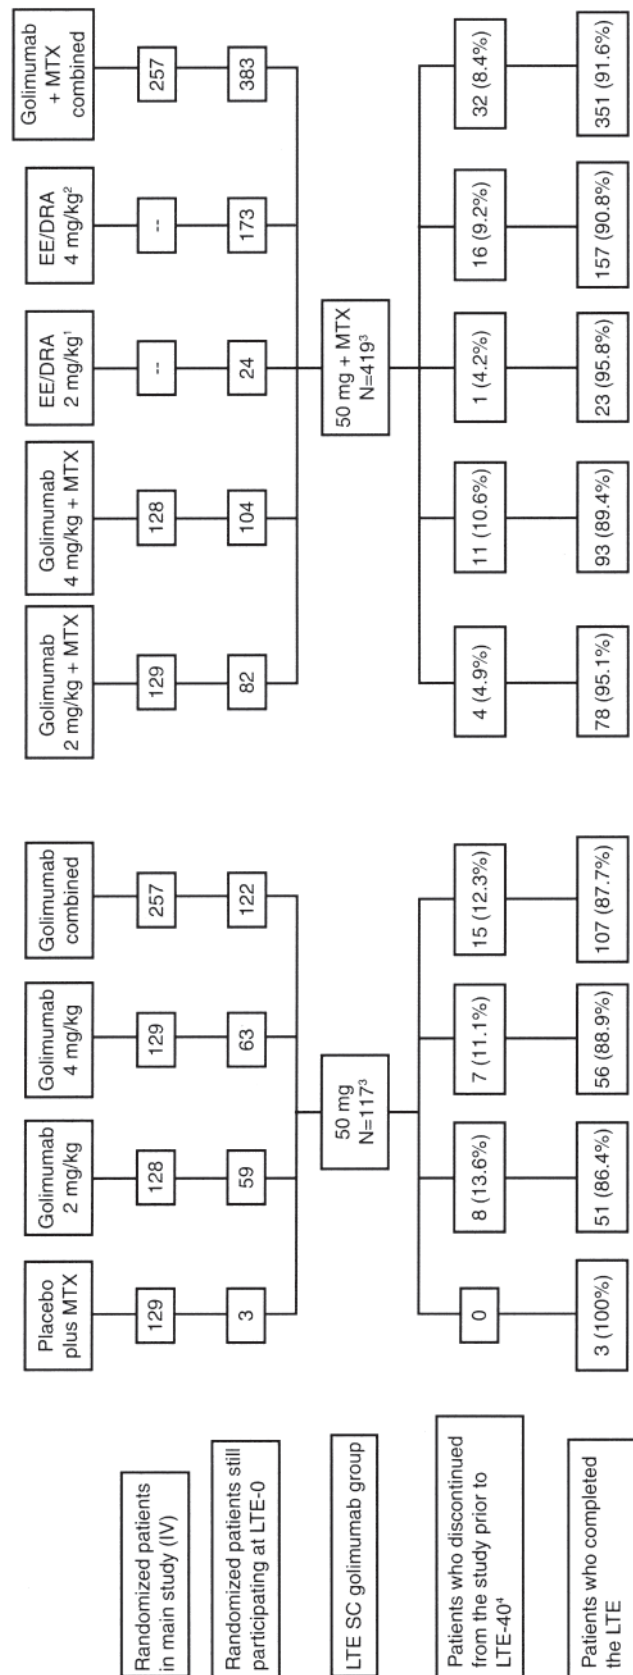 Placebo
plus MTX
Golimumab
2 mg/kg
Golimumab
4 mg/kg
Golimumab
combined
Golimumab
2 mg/kg + MTX
Golimumab
4 mg/kg + MTX
EE/DRA
2 mg/kg¹
EE/DRA
4 mg/kg²
Golimumab
+ MTX
combined
Randomized patients
in main study (IV)
129
128
129
257
129
128
--
--
257
Randomized patients still
participating at LTE-0
3
59
63
122
82
104
24
173
383
LTE SC golimumab group
50 mg
N=117³
50 mg + MTX
N=419³
Patients who discontinued
from the study prior to
LTE-40⁴
0
8 (13.6%)
7 (11.1%)
15 (12.3%)
4 (4.9%)
11 (10.6%)
1 (4.2%)
16 (9.2%)
32 (8.4%)
Patients who completed
the LTE
3 (100%)
51 (86.4%)
56 (88.9%)
107 (87.7%)
78 (95.1%)
93 (89.4%)
23 (95.8%)
157 (90.8%)
351 (91.6%)